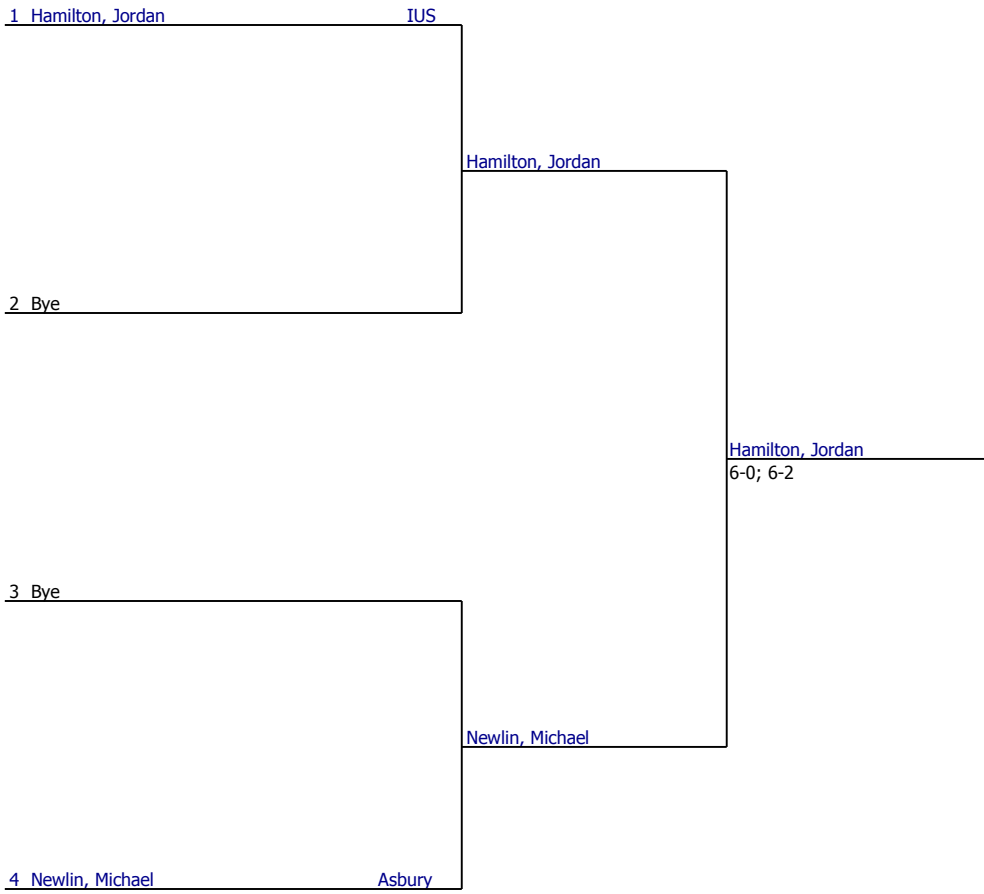 1 Hamilton, Jordan IUS
Hamilton, Jordan
2 Bye
Hamilton, Jordan
6-0; 6-2
3 Bye
Newlin, Michael
4 Newlin, Michael Asbury